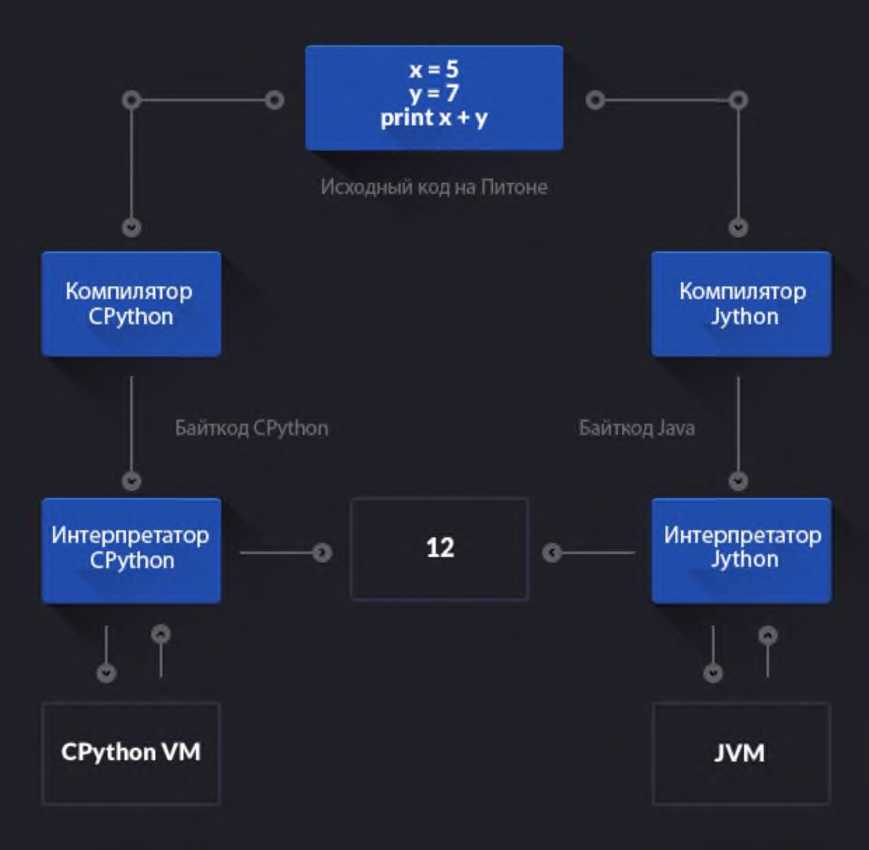 x = 5
y = 7
print x + y
Исходный код на Питоне
Компилятор
CPython
Компилятор
Jython
Байткод CPython
Байткод Java
Интерпретатор
CPython
12
Интерпретатор
Jython
CPython VM
JVM